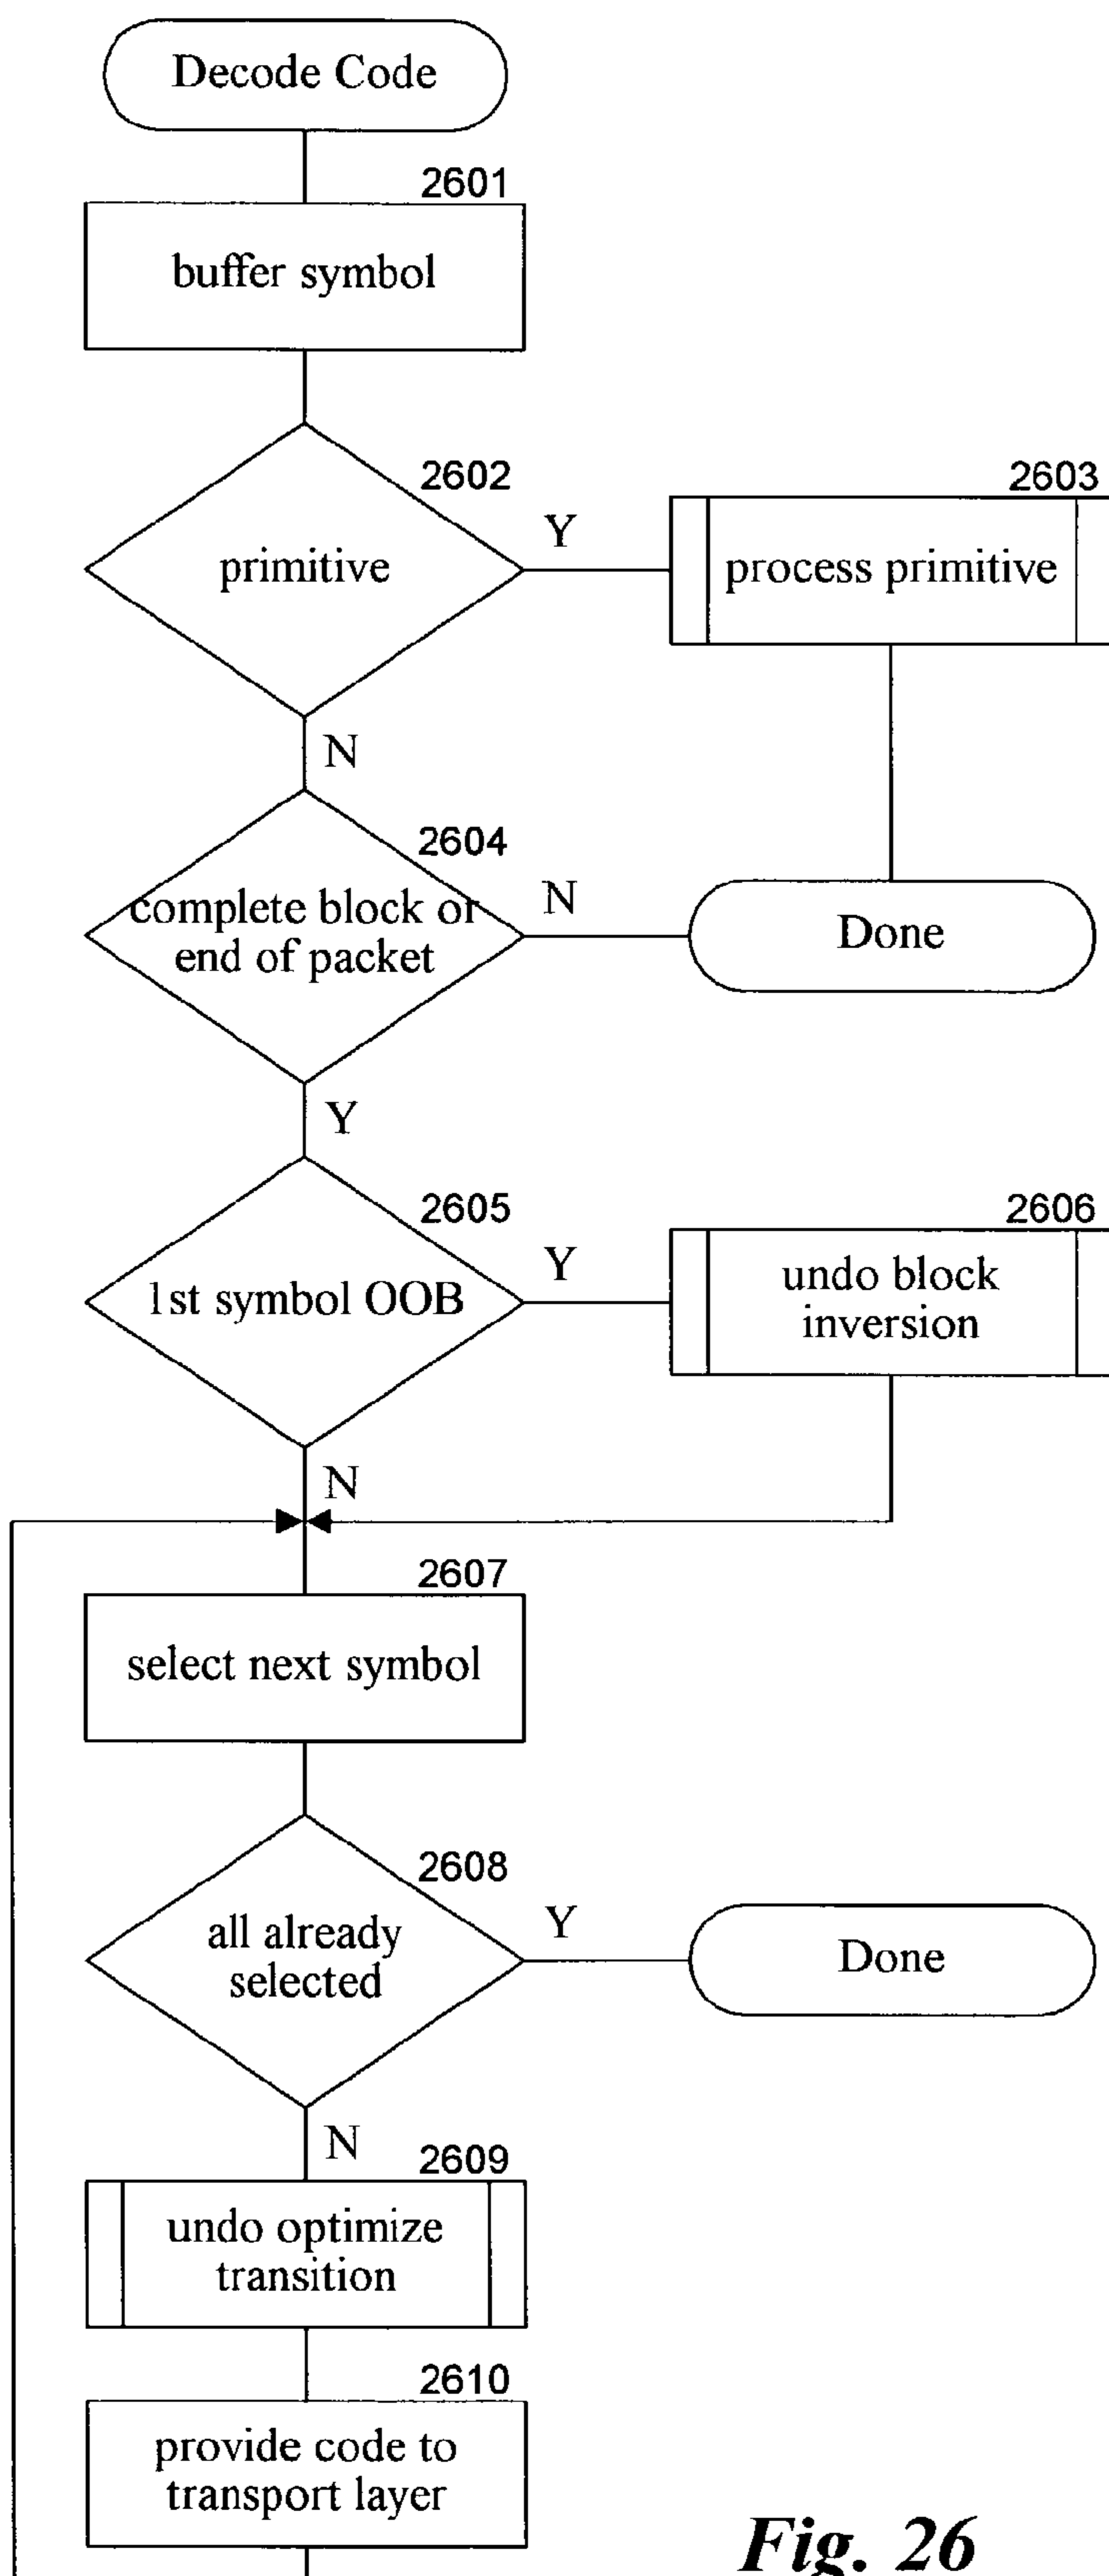 Decode Code
2601
buffer symbol
2602
primitive
Y
2603
process primitive
N
2604
complete block or
end of packet
N
Done
Y
2605
1st symbol OOB
Y
2606
undo block
inversion
N
2607
select next symbol
2608
all already
selected
Y
Done
N
2609
undo optimize
transition
2610
provide code to
transport layer
Fig. 26